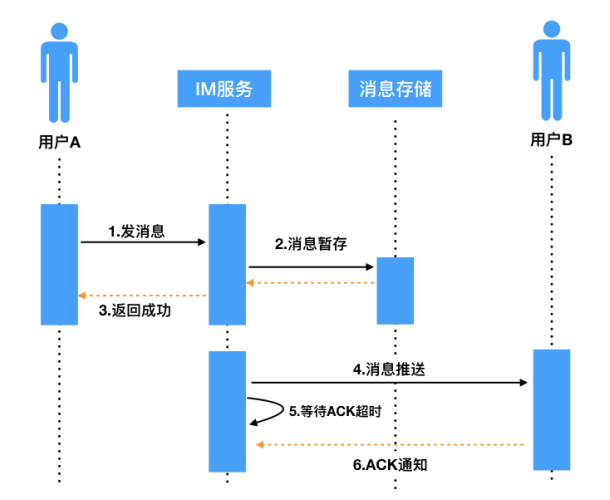 IM服务
消息存储
用户A
用户B
1.发消息
2.消息暂存
3.返回成功
4.消息推送
5.等待ACK超时
6.ACK通知